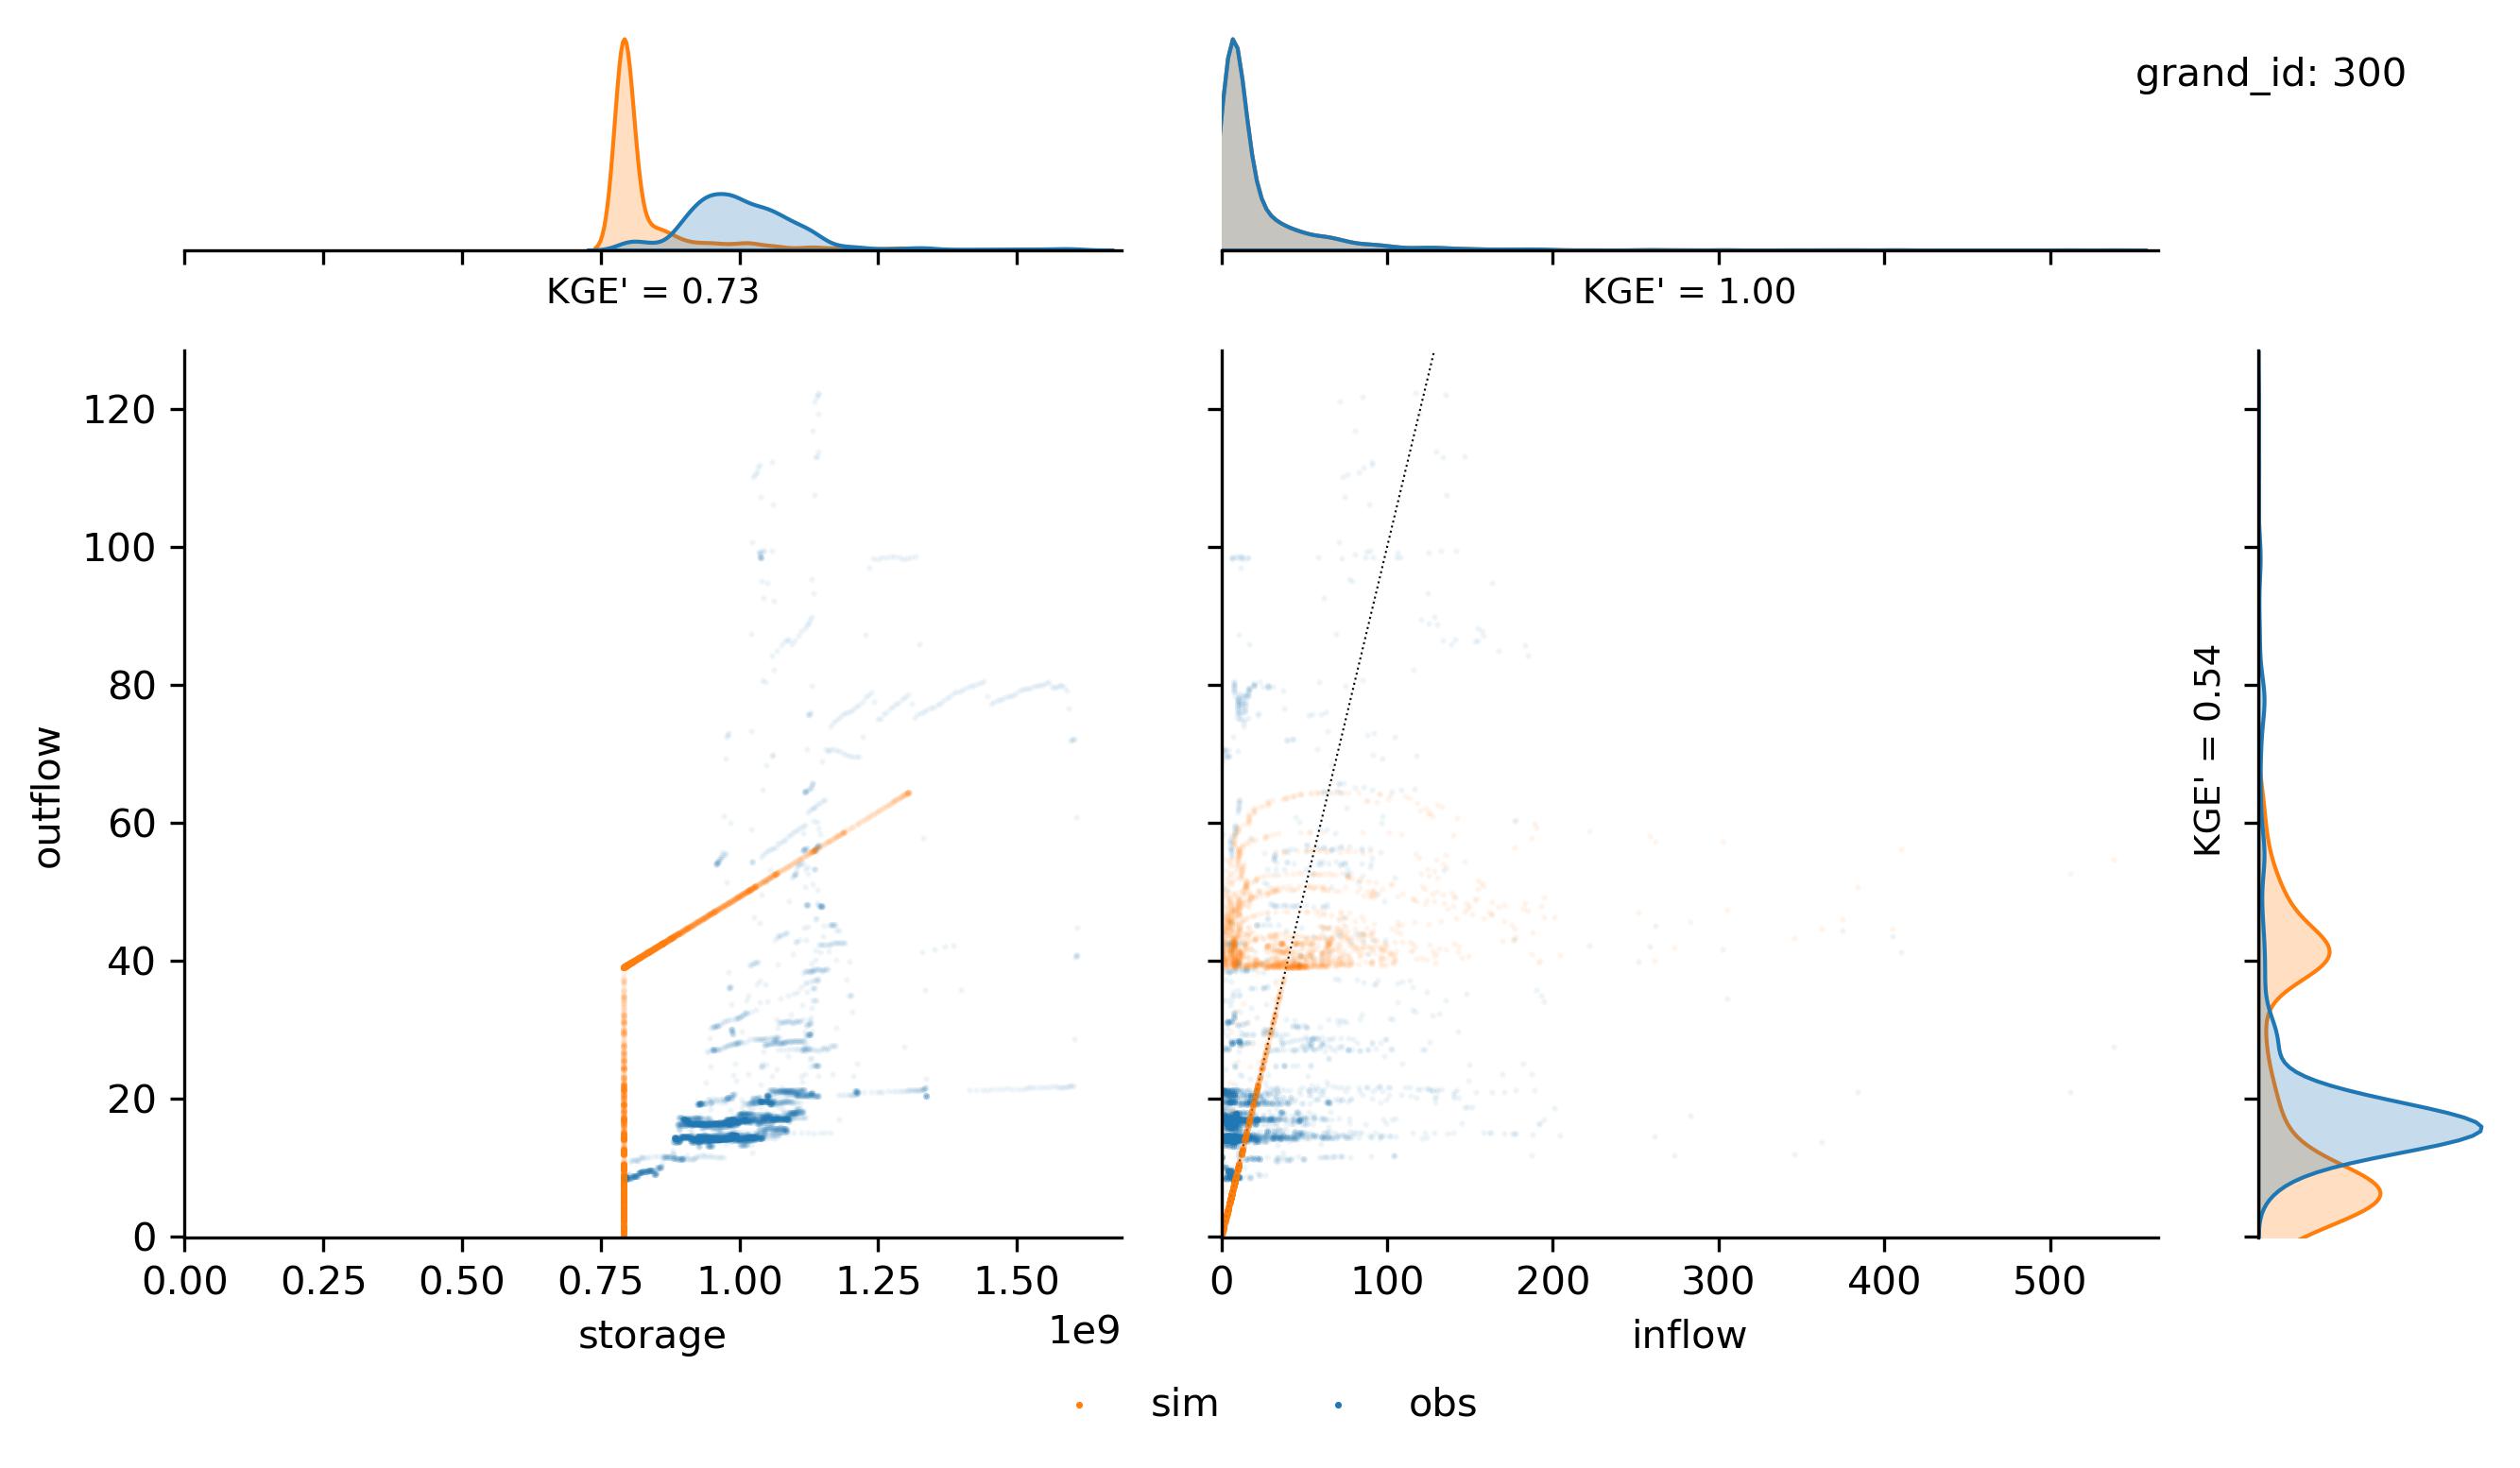 grand_id: 300
KGE' = 0.73
KGE' = 1.00
120
100
80
60
40
20
0
outflow
KGE' = 0.54
0.00 0.25 0.50 0.75 1.00 1.25 1.50
0 100 200 300 400 500
1e9
storage
inflow
sim obs